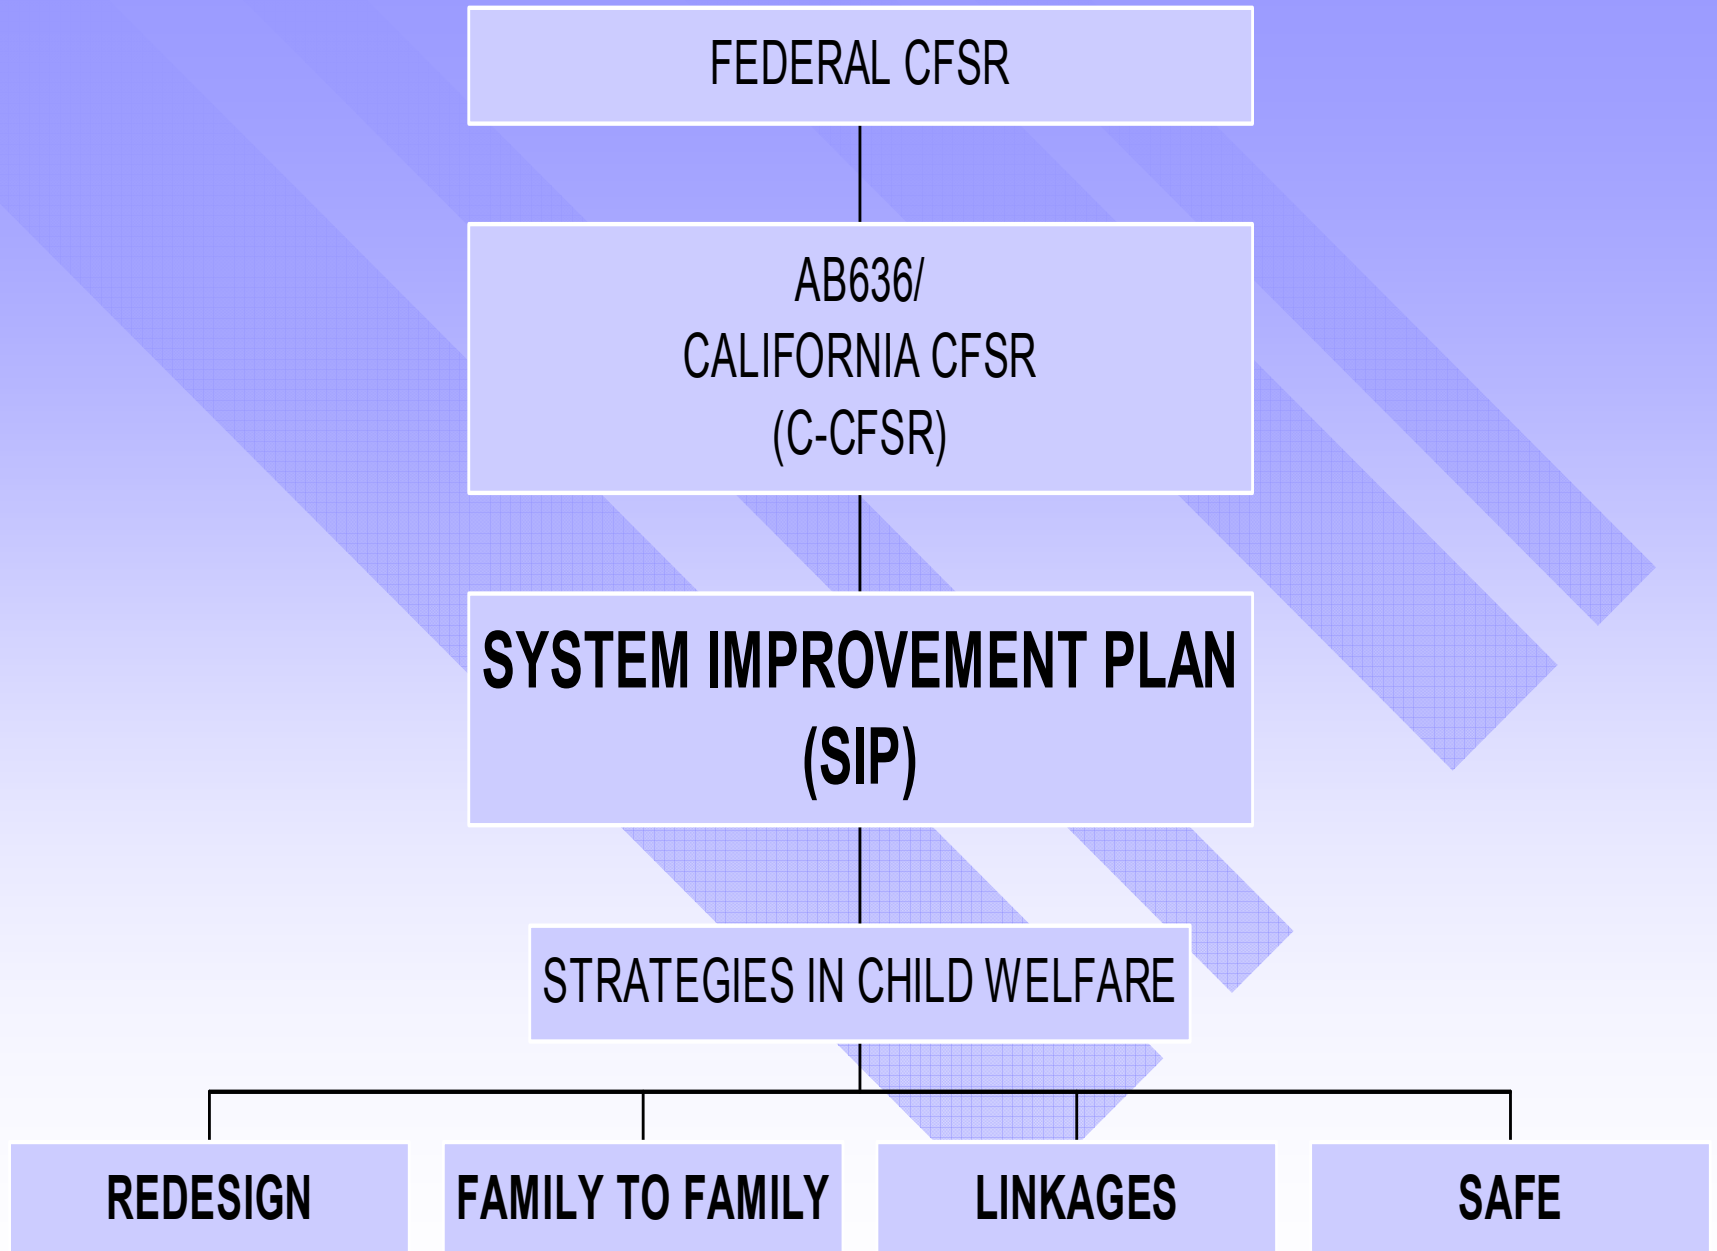 FEDERAL CFSR
AB636/
CALIFORNIA CFSR
(C-CFSR)
SYSTEM IMPROVEMENT PLAN
(SIP)
STRATEGIES IN CHILD WELFARE
REDESIGN
FAMILY TO FAMILY
LINKAGES
SAFE